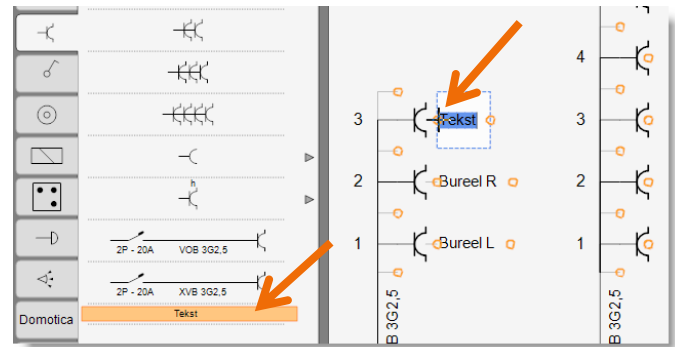 h
2P - 20A VOB 3G2,5
2P - 20A XVB 3G2,5
Domotica
Tekst
3 Tekst
2 Bureel R
1 Bureel L
B 3G2,5
4
3
2
1
B 3G2,5